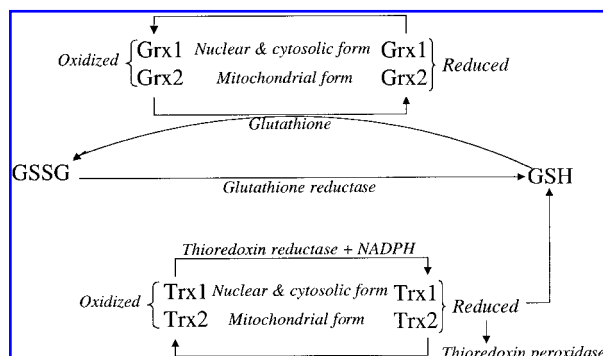 Oxidized { Grx1 Nuclear & cytosolic form Grx1 } Reduced
Grx2 Mitochondrial form Grx2
Glutathione
GSSG GSH
Glutathione reductase
Thioredoxin reductase + NADPH
Oxidized { Trx1 Nuclear & cytosolic form Trx1 } Reduced
Trx2 Mitochondrial form Trx2
Thioredoxin peroxidase